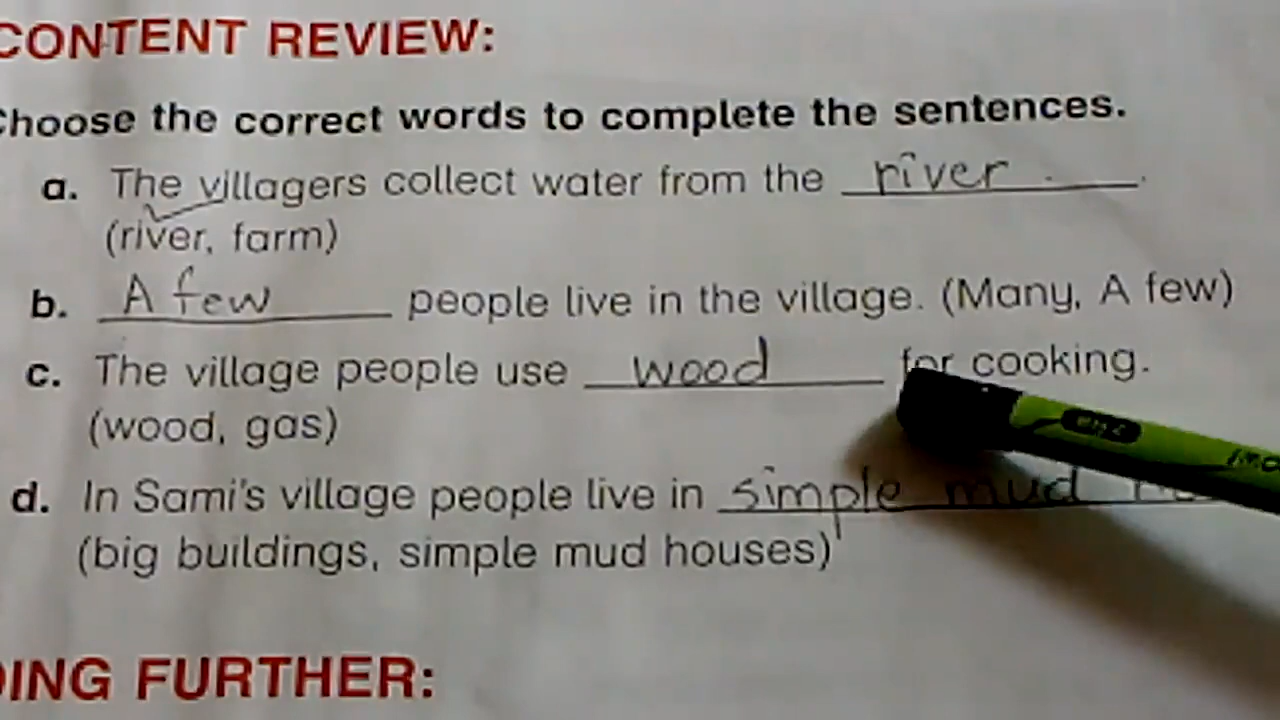 CONTENT REVIEW:
Choose the correct words to complete the sentences.
a. The villagers collect water from the river.
(river, farm)
b. A few people live in the village. (Many, A few)
c. The village people use wood for cooking.
(wood, gas)
d. In Sami's village people live in simple mud
(big buildings, simple mud houses)
DING FURTHER: